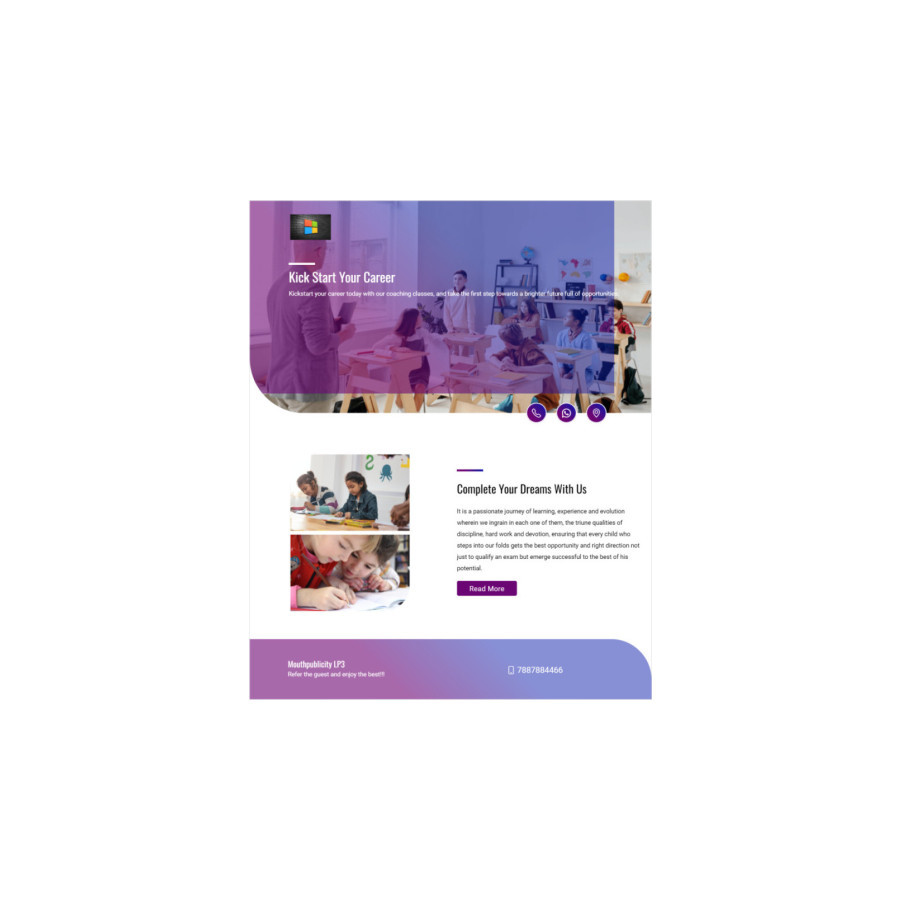 Kick Start Your Career
Kickstart your career today with our coaching classes, and take the first step towards a brighter future full of opportunities.
Complete Your Dreams With Us
It is a passionate journey of learning, experience and evolution
wherein we ingrain in each one of them, the triune qualities of
discipline, hard work and devotion, ensuring that every child who
steps into our folds gets the best opportunity and right direction not
just to qualify an exam but emerge successful to the best of his
potential.
Read More
Mouthpublicity LP3
Refer the guest and enjoy the best!!!
7887884466